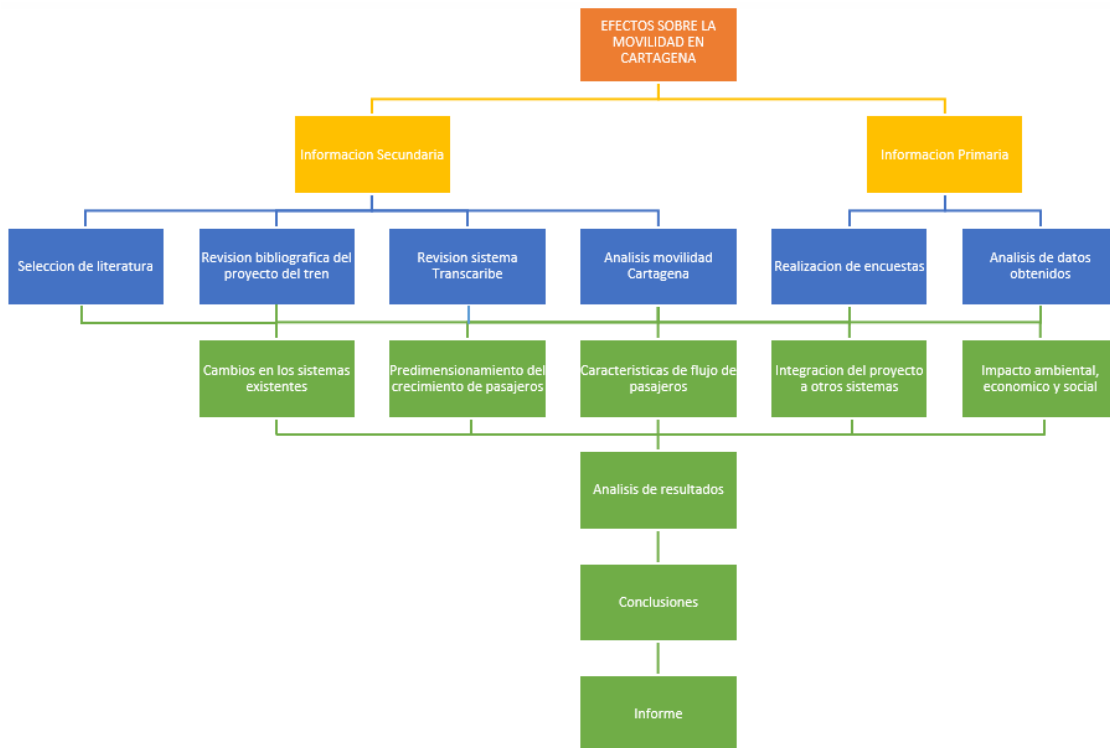 EFECTOS SOBRE LA
MOVILIDAD EN
CARTAGENA
Informacion Secundaria
Informacion Primaria
Seleccion de literatura
Revision bibliografica del
proyecto del tren
Revision sistema
Transcaribe
Analisis movilidad
Cartagena
Realizacion de encuestas
Analisis de datos
obtenidos
Cambios en los sistemas
existentes
Predimensionamiento del
crecimiento de pasajeros
Caracteristicas de flujo de
pasajeros
Integracion del proyecto
a otros sistemas
Impacto ambiental,
economico y social
Analisis de resultados
Conclusiones
Informe